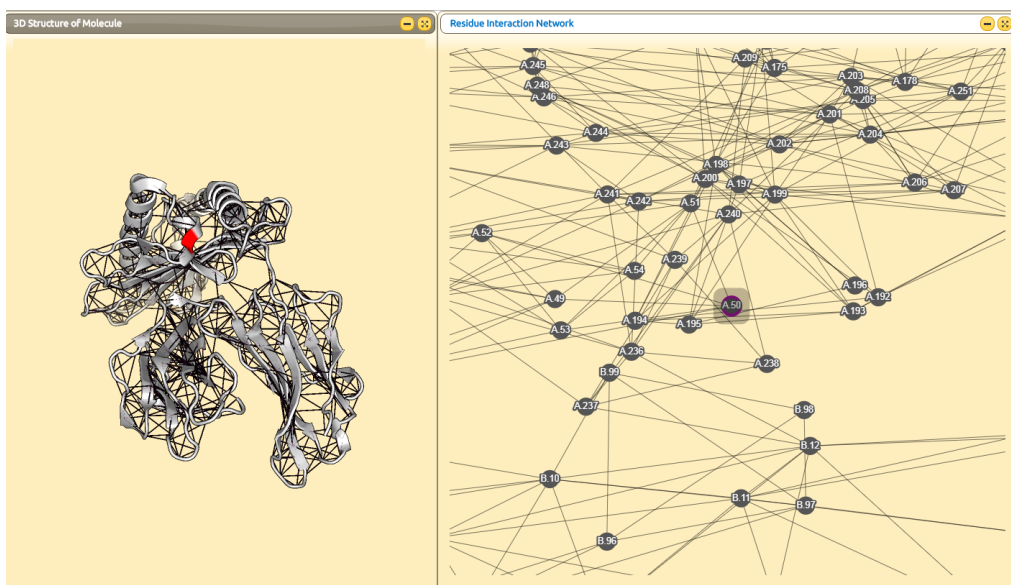 3D Structure of Molecule
Residue Interaction Network
A.209
A.175
A.245
A.203
A.178
A.248
A.208
A.246
A.205
A.251
A.201
A.244
A.204
A.243
A.202
A.198
A.200
A.197
A.206
A.207
A.241
A.242
A.51
A.199
A.240
A.52
A.239
A.54
A.196
A.49
A.50
A.192
A.193
A.194
A.195
A.53
A.236
A.238
B.99
A.237
B.98
B.12
B.10
B.11
B.97
B.96